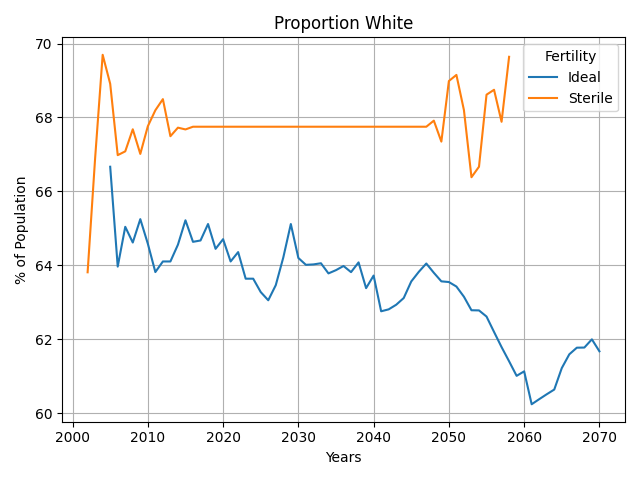 Proportion White
Fertility
Ideal
Sterile
% of Population
70
68
66
64
62
60
2000 2010 2020 2030 2040 2050 2060 2070
Years